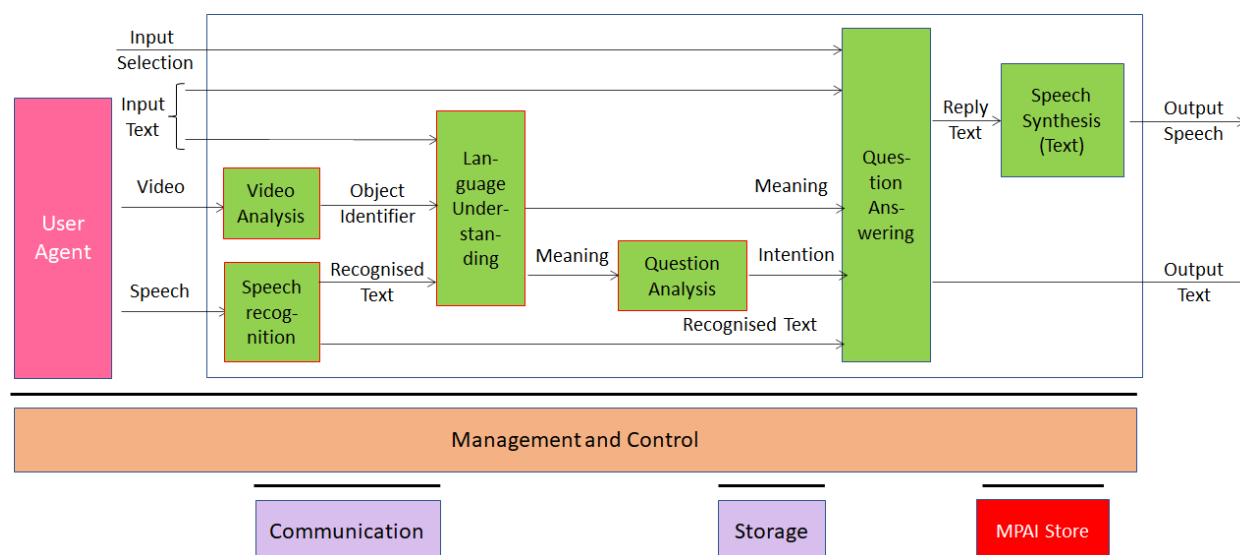 Input
Selection
Input
Text
User
Agent
Video
Video
Analysis
Object
Identifier
Speech
Speech
recog-
nition
Recognised
Text
Lan-
guage
Under-
stan-
ding
Meaning
Meaning
Question
Analysis
Intention
Recognised Text
Ques-
tion
Ans-
wering
Reply
Text
Speech
Synthesis
(Text)
Output
Speech
Output
Text
Management and Control
Communication
Storage
MPAI Store